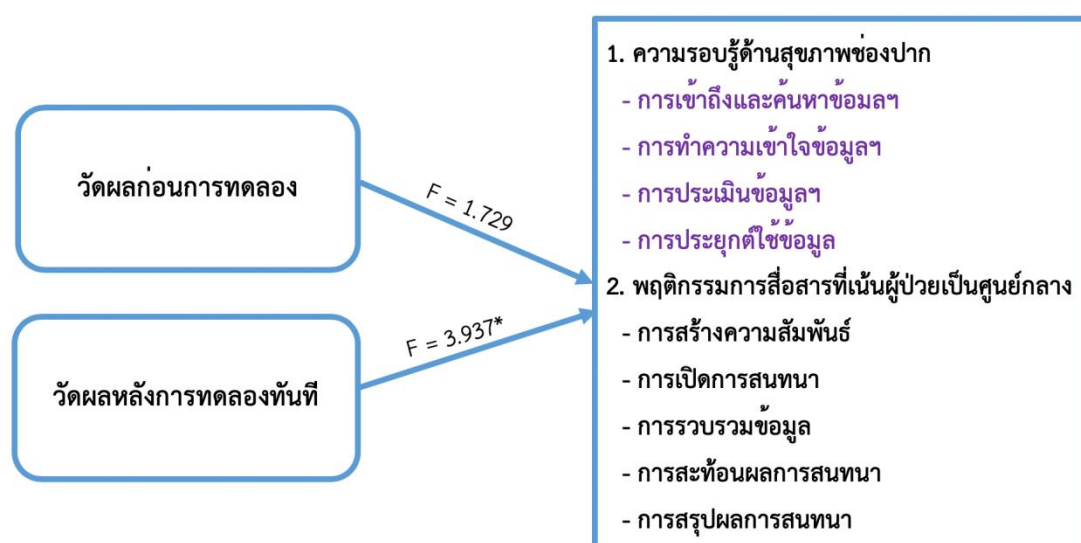 วัดผลก่อนการทดลอง
วัดผลหลังการทดลองทันที
F = 1.729
F = 3.937*
1. ความรอบรู้ด้านสุขภาพช่องปาก
- การเข้าถึงและค้นหาข้อมลฯ
- การทำความเข้าใจข้อมูลฯ
- การประเมินข้อมูลฯ
- การประยุกต์ใช้ข้อมูล
2. พฤติกรรมการสื่อสารที่เน้นผู้ป่วยเป็นศูนย์กลาง
- การสร้างความสัมพันธ์
- การเปิดการสนทนา
- การรวบรวมข้อมูล
- การสะท้อนผลการสนทนา
- การสรุปผลการสนทนา